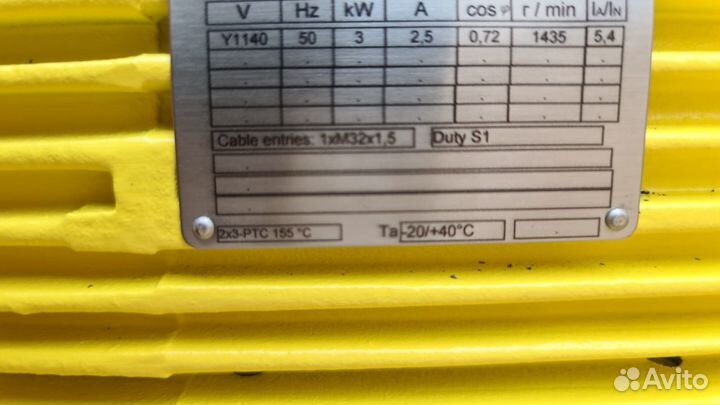 V Hz kW A cos φ r / min IA/IN
Y1140 50 3 2,5 0,72 1435 5,4
Cable entries: 1xM32x1,5 Duty S1
2x3-PTC 155 °C Ta -20/+40°C
Avito